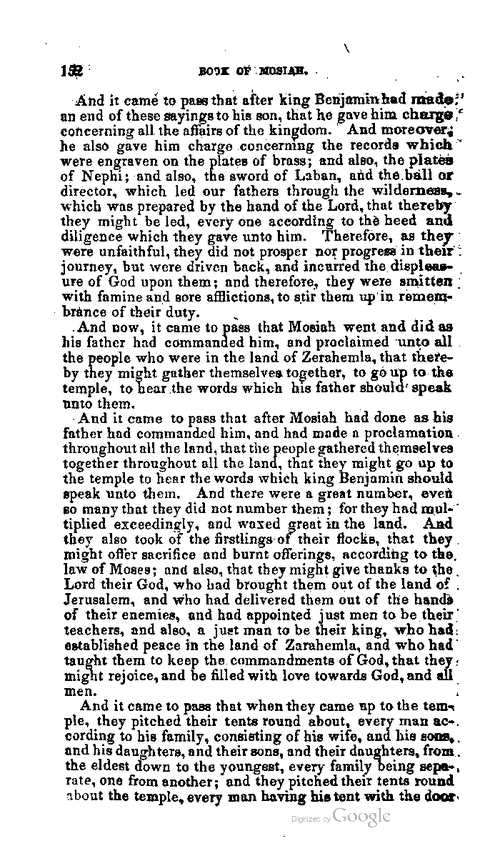 152 BOOK OF MOSIAH.
And it came to pass that after king Benjamin had made
an end of these sayings to his son, that he gave him charge
concerning all the affairs of the kingdom. And moreover,
he also gave him charge concerning the records which
were engraven on the plates of brass; and also, the plates
of Nephi; and also, the sword of Laban, and the ball or
director, which led our fathers through the wilderness,
which was prepared by the hand of the Lord, that thereby
they might be led, every one according to the heed and
diligence which they gave unto him. Therefore, as they
were unfaithful, they did not prosper nor progress in their
journey, but were driven back, and incurred the displeas-
ure of God upon them; and therefore, they were smitten
with famine and sore afflictions, to stir them up in remem-
brance of their duty.
And now, it came to pass that Mosiah went and did as
his father had commanded him, and proclaimed unto all
the people who were in the land of Zerahemla, that there-
by they might gather themselves together, to go up to the
temple, to hear the words which his father should speak
unto them.
And it came to pass that after Mosiah had done as his
father had commanded him, and had made a proclamation
throughout all the land, that the people gathered themselves
together throughout all the land, that they might go up to
the temple to hear the words which king Benjamin should
speak unto them. And there were a great number, even
so many that they did not number them; for they had mul-
tiplied exceedingly, and waxed great in the land. And
they also took of the firstlings of their flocks, that they
might offer sacrifice and burnt offerings, according to the
law of Moses; and also, that they might give thanks to the
Lord their God, who had brought them out of the land of
Jerusalem, and who had delivered them out of the hands
of their enemies, and had appointed just men to be their
teachers, and also, a just man to be their king, who had
established peace in the land of Zarahemla, and who had
taught them to keep the commandments of God, that they
might rejoice, and be filled with love towards God, and all
men.
And it came to pass that when they came up to the tem-
ple, they pitched their tents round about, every man ac-
cording to his family, consisting of his wife, and his sons,
and his daughters, and their sons, and their daughters, from
the eldest down to the youngest, every family being sepa-
rate, one from another; and they pitched their tents round
about the temple, every man having his tent with the door
Digitized by Google